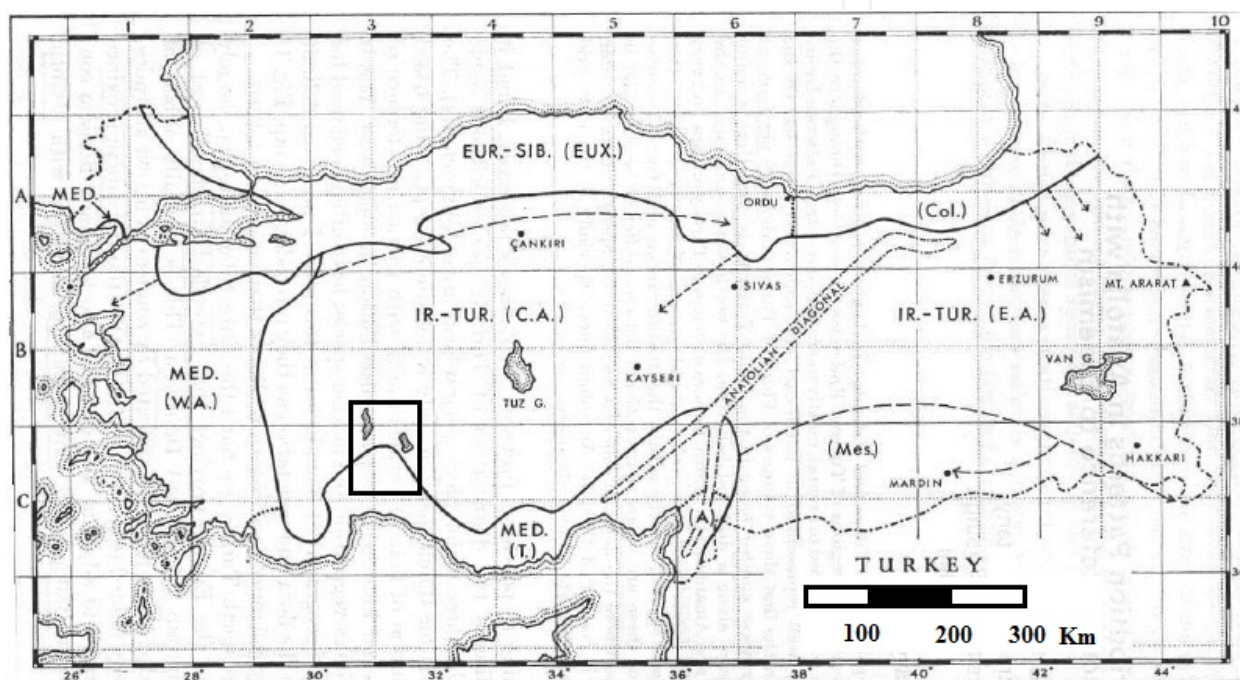 1 2 3 4 5 6 7 8 9 10
EUR.-SIB. (EUX.)
MED.
A
ORDU
(Col.)
ÇANKIRI
SIVAS
ERZURUM
MT. ARARAT
IR.-TUR. (C.A.)
ANATOLIAN DIAGONAL
IR.-TUR. (E.A.)
B
VAN G.
MED.
(W.A.)
KAYSERI
TUZ G.
(Mes.)
HAKKARI
MARDIN
C
MED.
(T.)
(A)
TURKEY
100 200 300 Km
26° 28° 30° 32° 34° 36° 38 40° 42° 44°